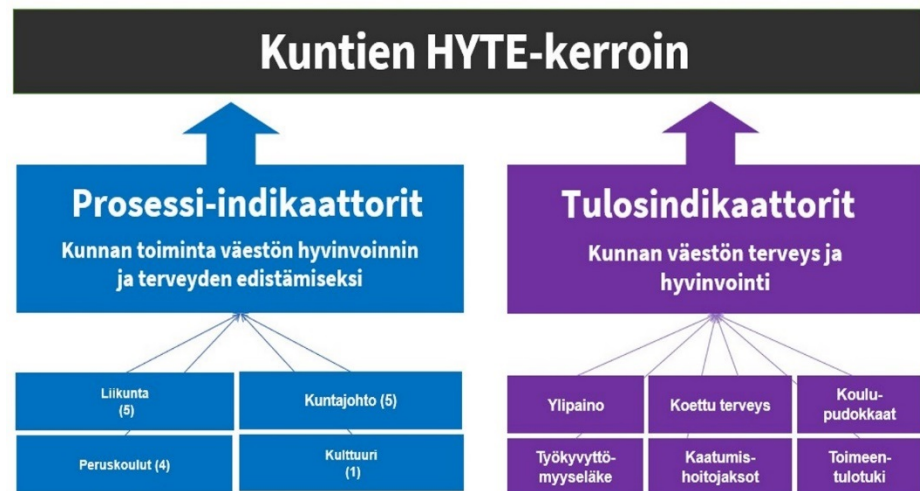 Kuntien HYTE-kerroin
Prosessi-indikaattorit
Kunnan toiminta väestön hyvinvoinnin
ja terveyden edistämiseksi
Tulosindikaattorit
Kunnan väestön terveys ja
hyvinvointi
Liikunta
(5)
Kuntajohto (5)
Peruskoulut (4)
Kulttuuri
(1)
Ylipaino
Koettu terveys
Koulu-
pudokkaat
Työkyvyttö-
myyseläke
Kaatumis-
hoitojaksot
Toimeen-
tulotuki